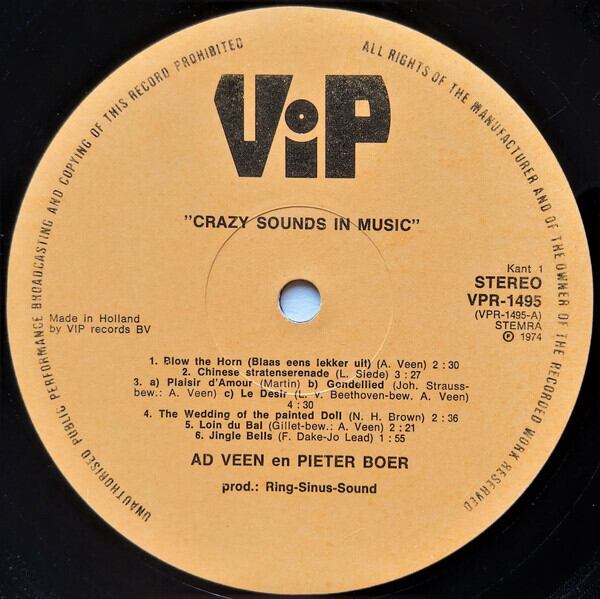 UNAUTHORISED PUBLIC PERFORMANCE BROADCASTING AND COPYING OF THIS RECORD PROHIBITED
ALL RIGHTS OF THE MANUFACTURER AND OF THE OWNER OF THE RECORDED WORK RESERVED
ViP
"CRAZY SOUNDS IN MUSIC"
Kant 1
STEREO
VPR-1495
(VPR-1495-A)
STEMRA
℗ 1974
Made in Holland
by VIP records BV
1. Blow the Horn (Blaas eens lekker uit) (A. Veen) 2 : 30
2. Chinese stratenserenade (L. Siede) 3 : 27
3. a) Plaisir d'Amour (Martin) b) Gondellied (Joh. Strauss-
bew.: A. Veen) c) Le Desir (L. v. Beethoven-bew. A. Veen)
4 : 30
4. The Wedding of the painted Doll (N. H. Brown) 2 : 36
5. Loin du Bal (Gillet-bew.: A. Veen) 2 : 21
6. Jingle Bells (F. Dake-Jo Lead) 1 : 55
AD VEEN en PIETER BOER
prod.: Ring-Sinus-Sound